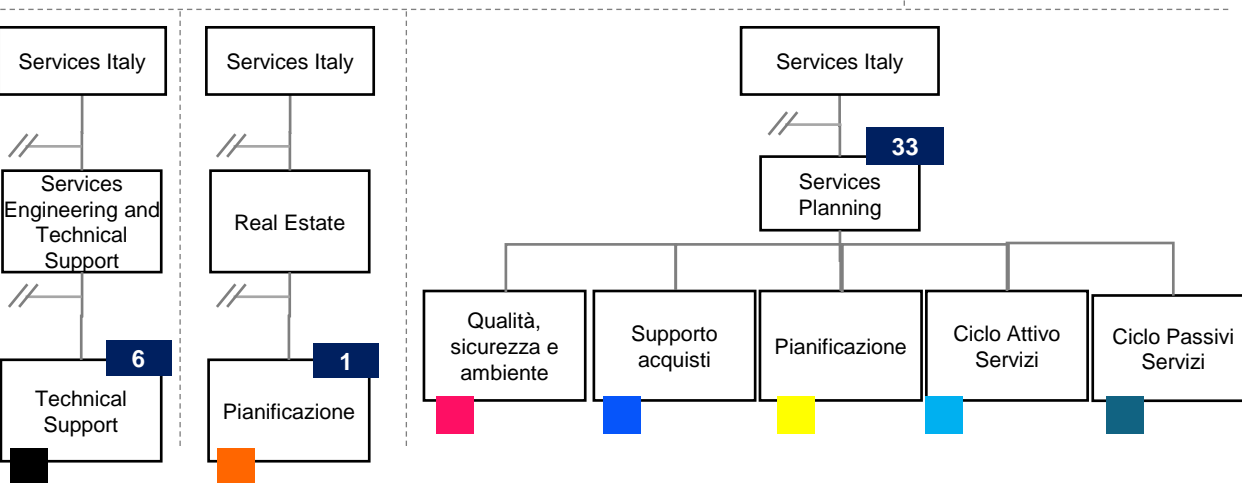 Services Italy
Services
Engineering and
Technical
Support
6
Technical
Support
Services Italy
Real Estate
1
Pianificazione
Services Italy
33
Services
Planning
Qualità,
sicurezza e
ambiente
Supporto
acquisti
Pianificazione
Ciclo Attivo
Servizi
Ciclo Passivi
Servizi